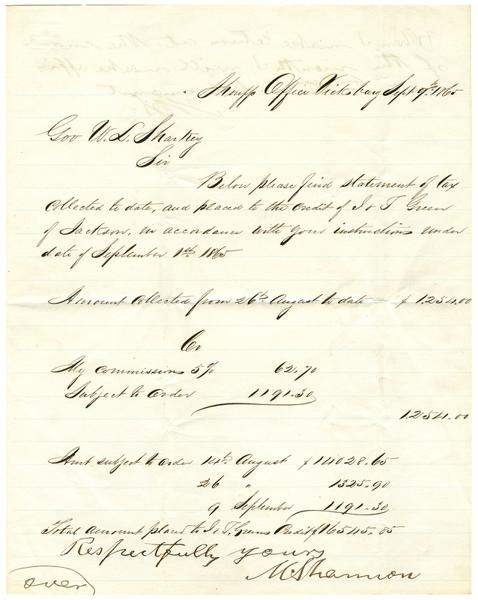 Shffs Office Vicksburg Sept 9th 1865
Gov W. L. Sharkey
Sir
Below please find statement of tax
Collected to date, and placed to the Credit of J & T Green
of Jackson, in accordance with your instructions under
date of September 1st 1865
Amount Collected from 26th August to date — $ 1254.00
Cr
My Commissions 5% 62.70
Subject to Order 1191.30
1254.00
Amt subject to order 14th August $ 14028.65
26 " 1325.90
9 September 1191.30
Total amount place to J & T, Greens Credit $ 16545.85
Respectfully yours
M Shannon
over